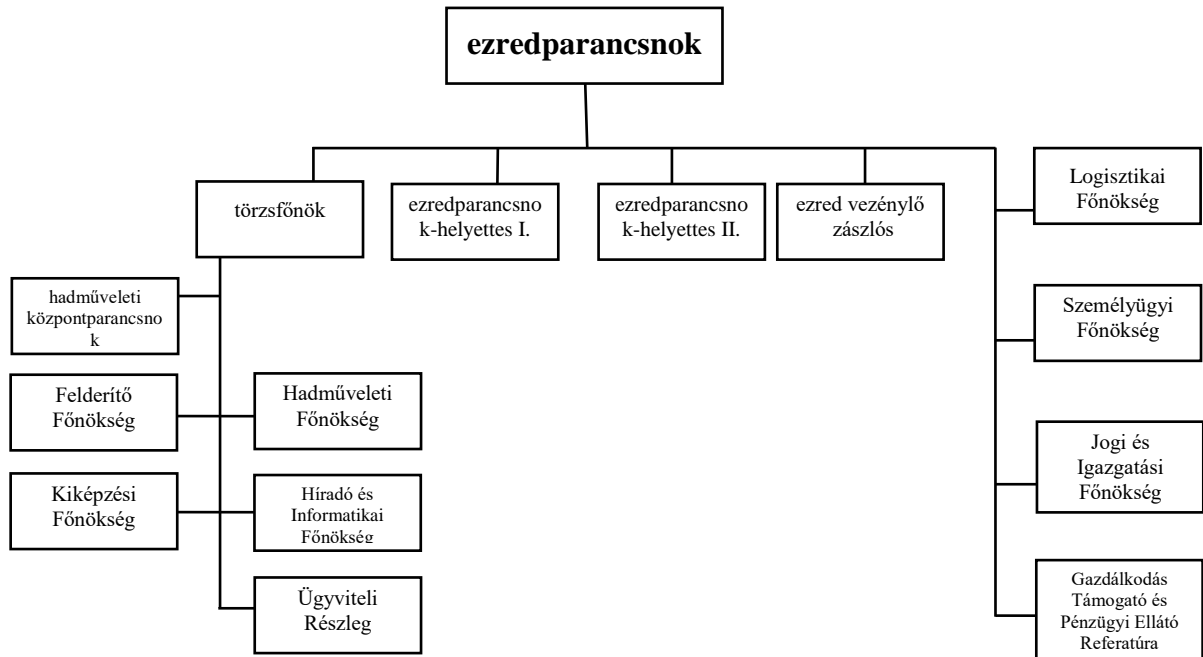 ezredparancsnok
törzsfőnök
ezredparancsno
k-helyettes I.
ezredparancsno
k-helyettes II.
ezred vezénylő
zászlós
Logisztikai
Főnökség
Személyügyi
Főnökség
Jogi és
Igazgatási
Főnökség
Gazdálkodás
Támogató és
Pénzügyi Ellátó
Referatúra
hadműveleti
központparancsno
k
Felderítő
Főnökség
Hadműveleti
Főnökség
Kiképzési
Főnökség
Híradó és
Informatikai
Főnökség
Ügyviteli
Részleg